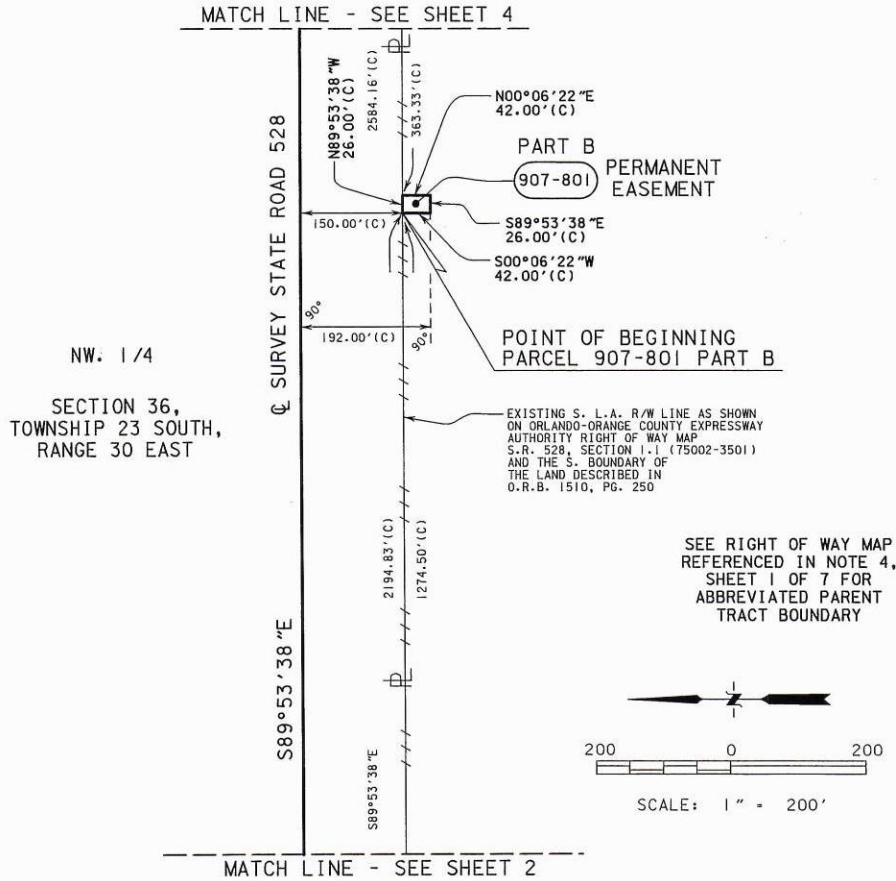 MATCH LINE - SEE SHEET 4
℄ SURVEY STATE ROAD 528
S89°53'38"E
N89°53'38"W
26.00'(C)
2584.16'(C)
363.33'(C)
N00°06'22"E
42.00'(C)
PART B
907-801
PERMANENT
EASEMENT
150.00'(C)
S89°53'38"E
26.00'(C)
S00°06'22"W
42.00'(C)
90°
192.00'(C)
90°
POINT OF BEGINNING
PARCEL 907-801 PART B
NW. 1/4
SECTION 36,
TOWNSHIP 23 SOUTH,
RANGE 30 EAST
EXISTING S. L.A. R/W LINE AS SHOWN
ON ORLANDO-ORANGE COUNTY EXPRESSWAY
AUTHORITY RIGHT OF WAY MAP
S.R. 528, SECTION 1.1 (75002-3501)
AND THE S. BOUNDARY OF
THE LAND DESCRIBED IN
O.R.B. 1510, PG. 250
2194.83'(C)
1274.50'(C)
SEE RIGHT OF WAY MAP
REFERENCED IN NOTE 4,
SHEET 1 OF 7 FOR
ABBREVIATED PARENT
TRACT BOUNDARY
PL
PL
S89°53'38"E
N
200 0 200
SCALE: 1" = 200'
MATCH LINE - SEE SHEET 2